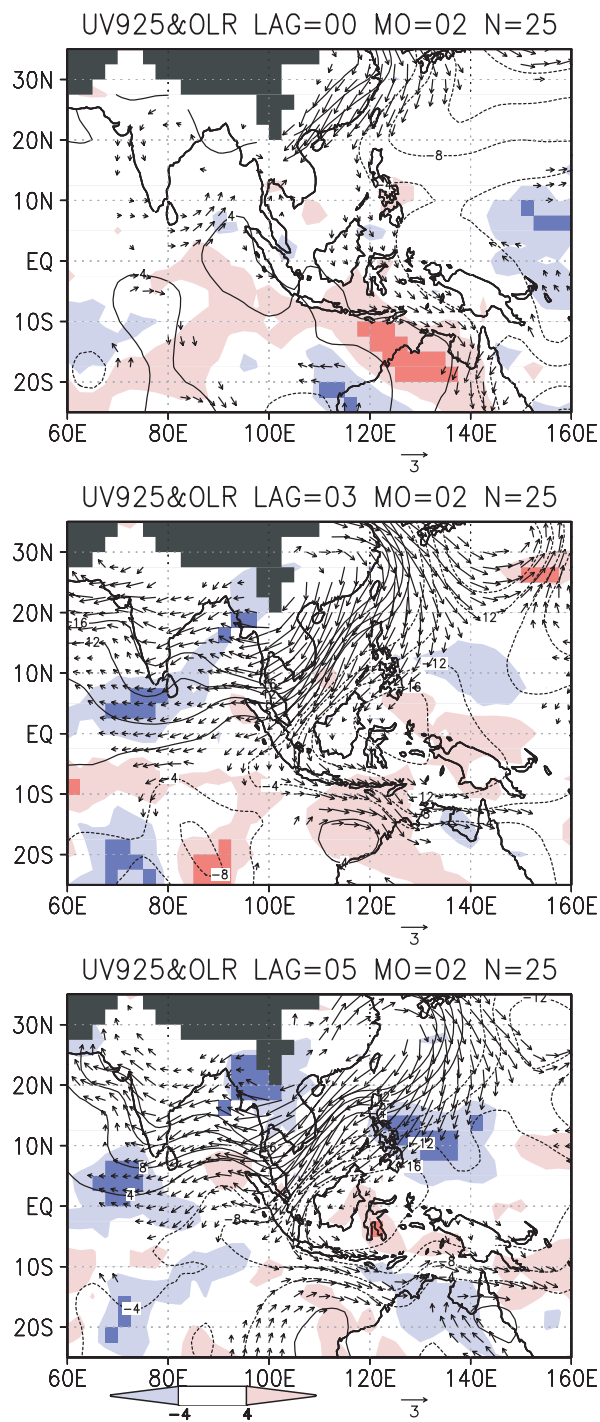 UV925&OLR LAG=00 MO=02 N=25
30N
20N
-8
10N
4
EQ
4
10S
20S
60E 80E 100E 120E 140E 160E
3
UV925&OLR LAG=03 MO=02 N=25
30N
20N
12
16
12
12
10N
16
EQ
-4
-4
10S
12
8
20S
4
-8
60E 80E 100E 120E 140E 160E
3
UV925&OLR LAG=05 MO=02 N=25
-12
30N
20N
-12
10N
8
16
4
EQ
8
8
10S
-4
4
20S
60E 80E 100E 120E 140E 160E
-4 4
3